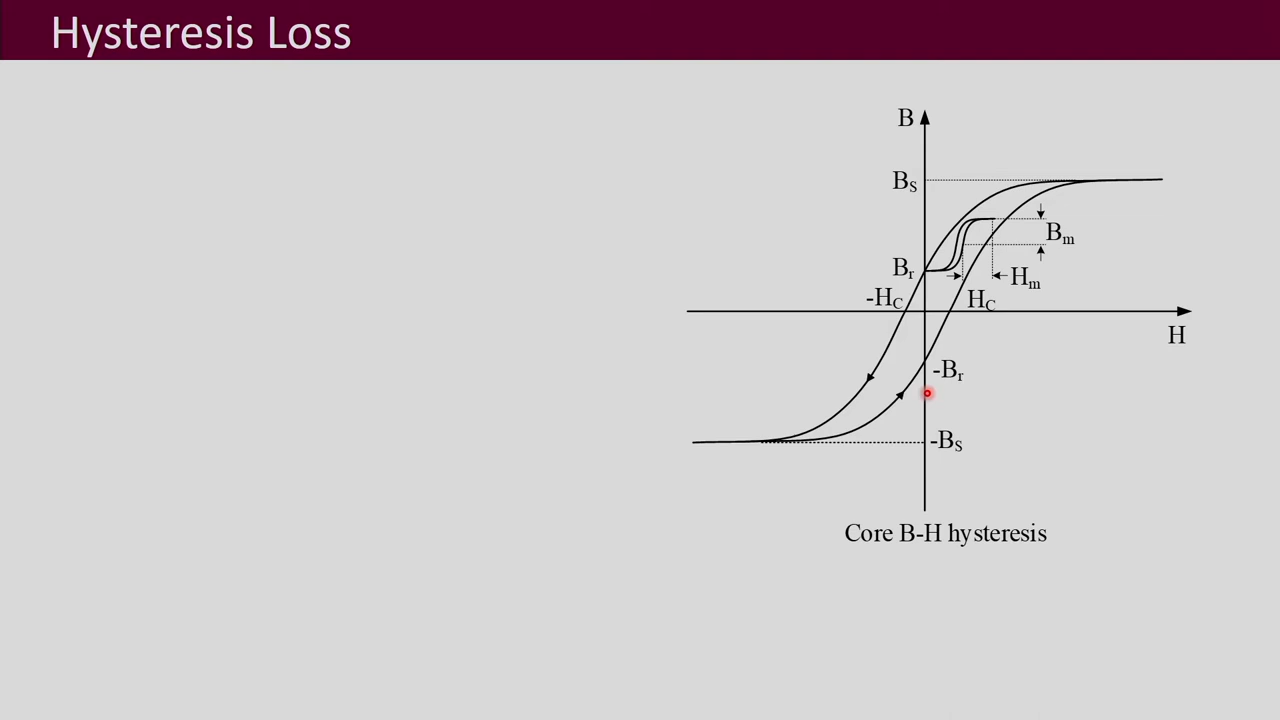 Hysteresis Loss
B
B_S
B_m
B_r
H_m
-H_C
H_C
H
-B_r
-B_S
Core B-H hysteresis